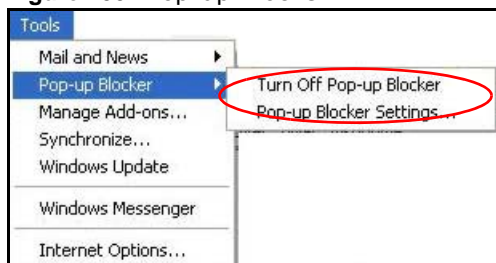 Tools
Mail and News
Pop-up Blocker
Turn Off Pop-up Blocker
Pop-up Blocker Settings...
Manage Add-ons...
Synchronize...
Windows Update
Windows Messenger
Internet Options...